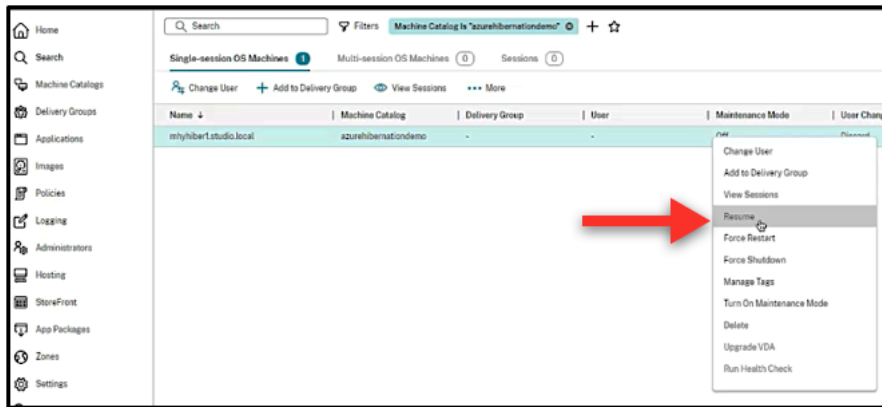 Home
Search
Machine Catalogs
Delivery Groups
Applications
Images
Policies
Logging
Administrators
Hosting
StoreFront
App Packages
Zones
Settings
Search Filters Machine Catalog Is "azurehibernationdemo"
Single-session OS Machines 1 Multi-session OS Machines 0 Sessions 0
Change User Add to Delivery Group View Sessions More
Name Machine Catalog Delivery Group User Maintenance Mode User Chang
mhyhiber1.studio.local azurehibernationdemo - - Off Discard
Change User
Add to Delivery Group
View Sessions
Resume
Force Restart
Force Shutdown
Manage Tags
Turn On Maintenance Mode
Delete
Upgrade VDA
Run Health Check